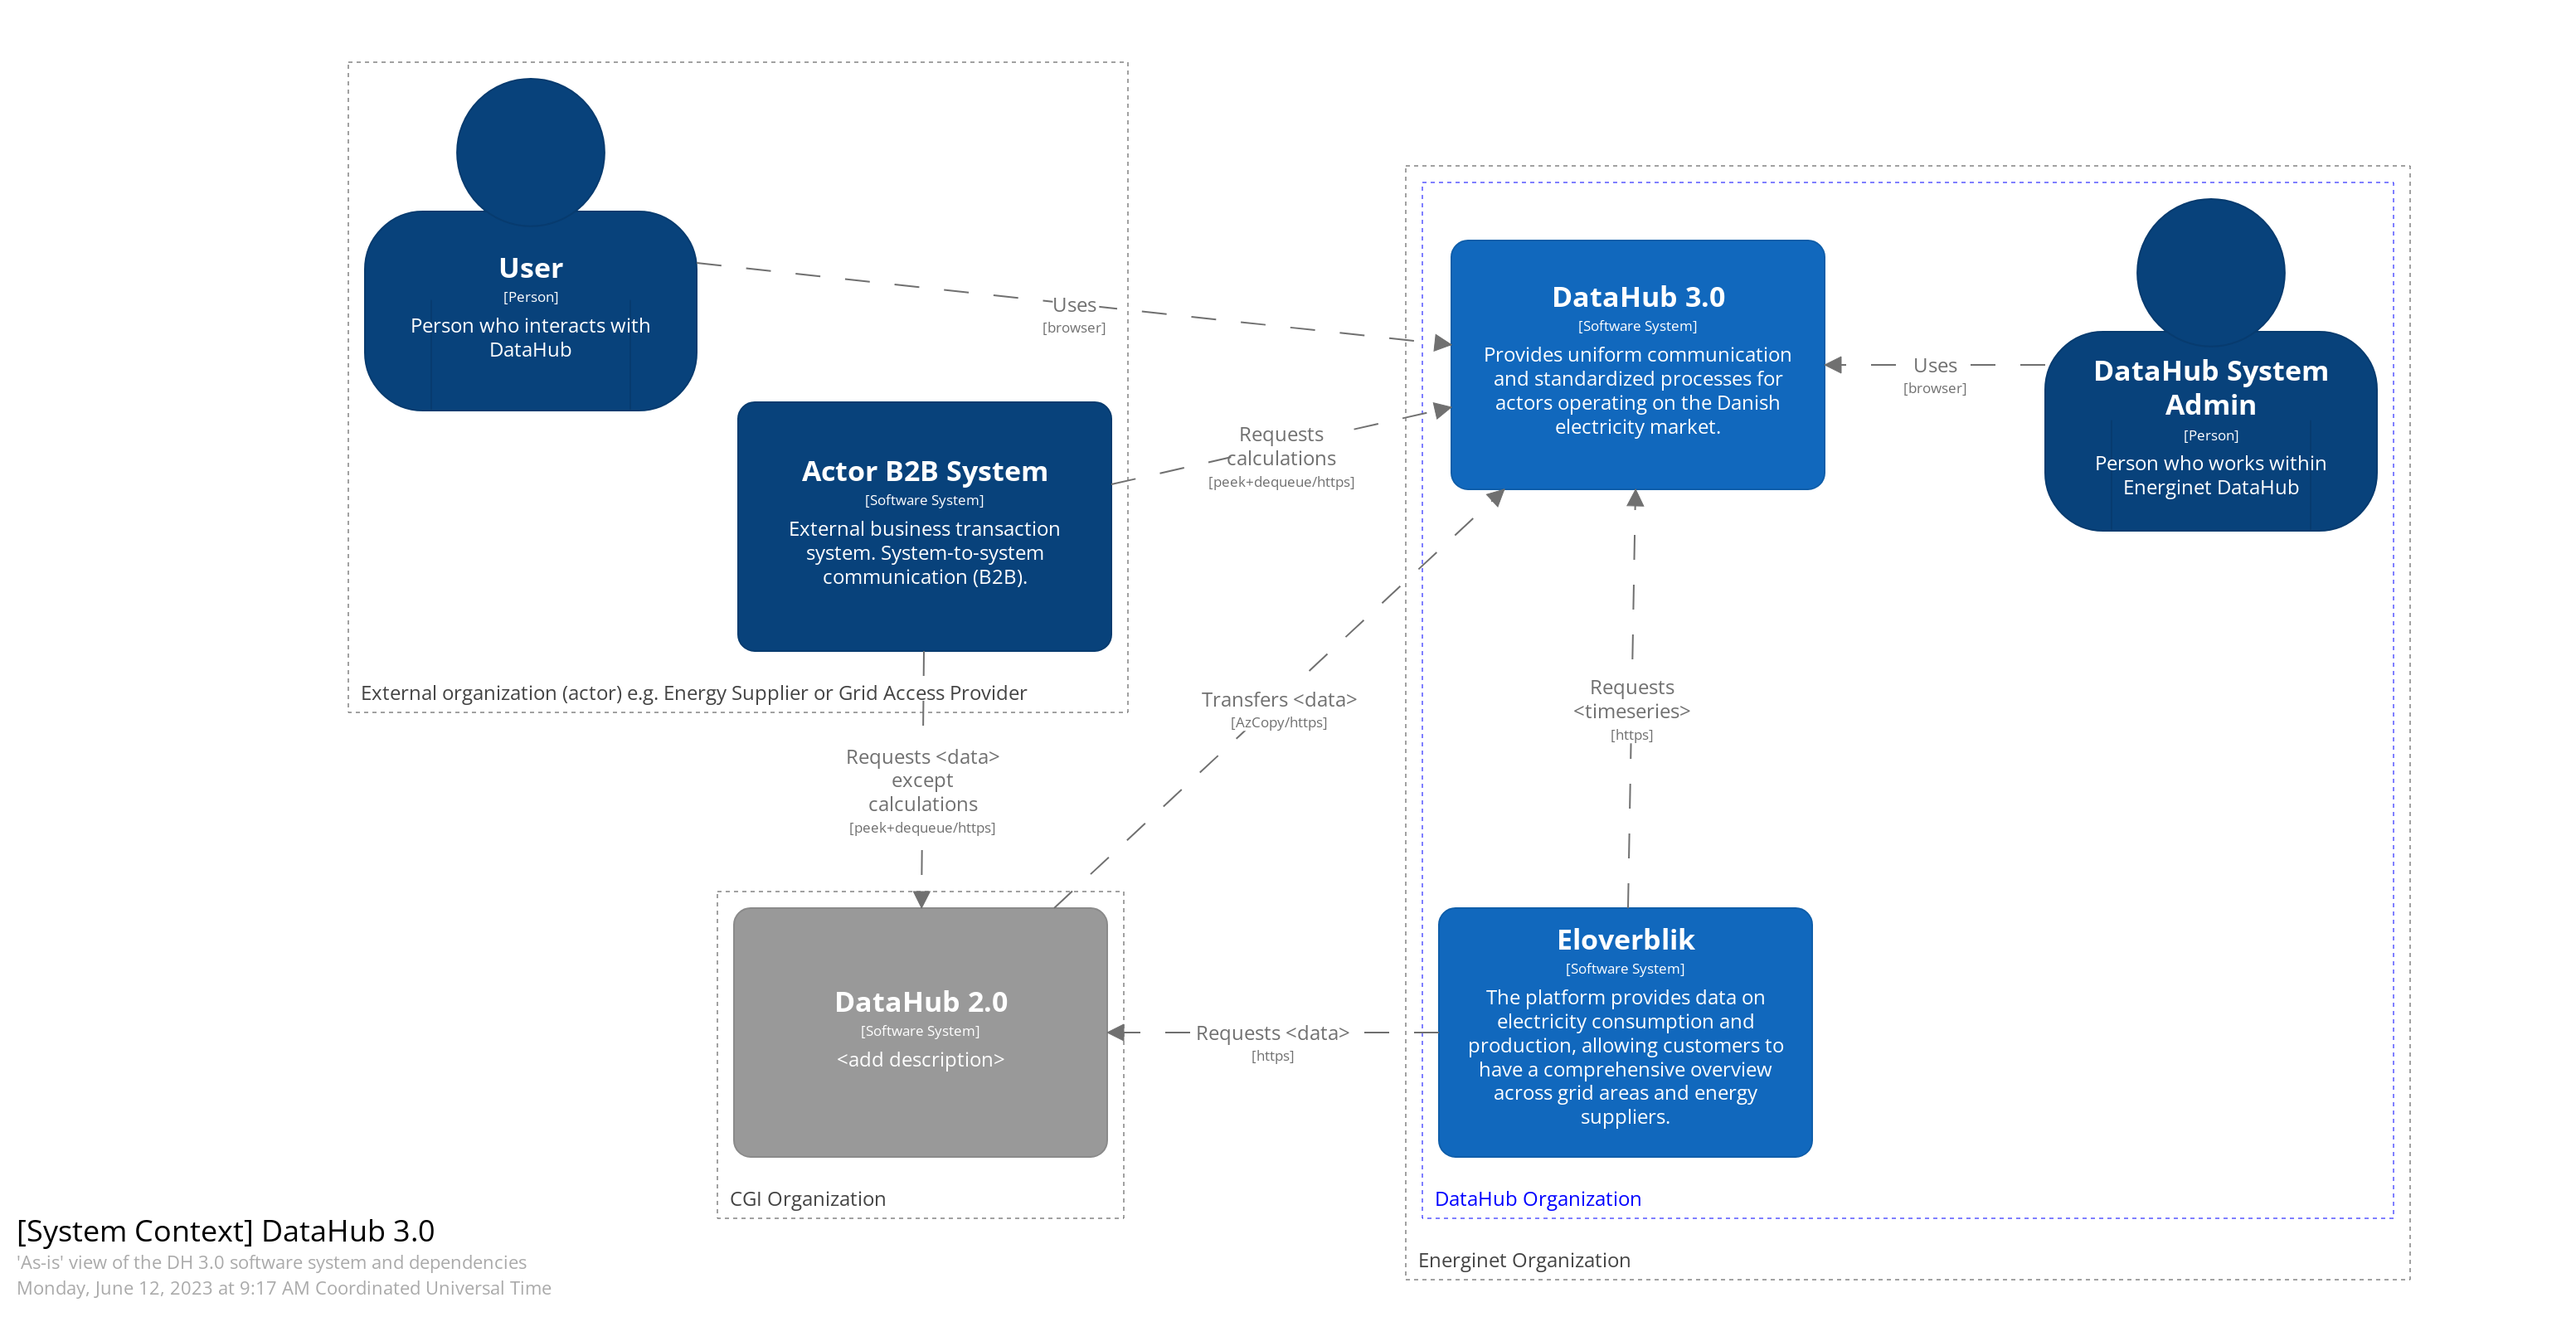 User
[Person]
Person who interacts with
DataHub
Uses
[browser]
DataHub 3.0
[Software System]
Provides uniform communication
and standardized processes for
actors operating on the Danish
electricity market.
Uses
[browser]
DataHub System
Admin
[Person]
Person who works within
Energinet DataHub
Actor B2B System
[Software System]
External business transaction
system. System-to-system
communication (B2B).
Requests
calculations
[peek+dequeue/https]
External organization (actor) e.g. Energy Supplier or Grid Access Provider
Requests <data>
except
calculations
[peek+dequeue/https]
Transfers <data>
[AzCopy/https]
Requests
<timeseries>
[https]
DataHub 2.0
[Software System]
<add description>
Requests <data>
[https]
Eloverblik
[Software System]
The platform provides data on
electricity consumption and
production, allowing customers to
have a comprehensive overview
across grid areas and energy
suppliers.
CGI Organization
DataHub Organization
Energinet Organization
[System Context] DataHub 3.0
'As-is' view of the DH 3.0 software system and dependencies
Monday, June 12, 2023 at 9:17 AM Coordinated Universal Time